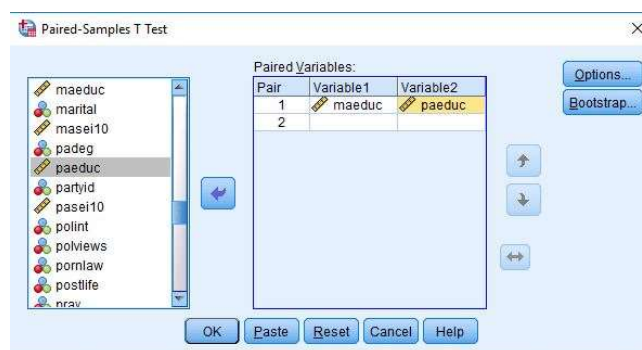 Paired-Samples T Test
maeduc
marital
masei10
padeg
paeduc
partyid
pasei10
polint
polviews
pornlaw
postlife
pray
Paired Variables:
Pair Variable1 Variable2
1 maeduc paeduc
2
Options...
Bootstrap...
OK Paste Reset Cancel Help